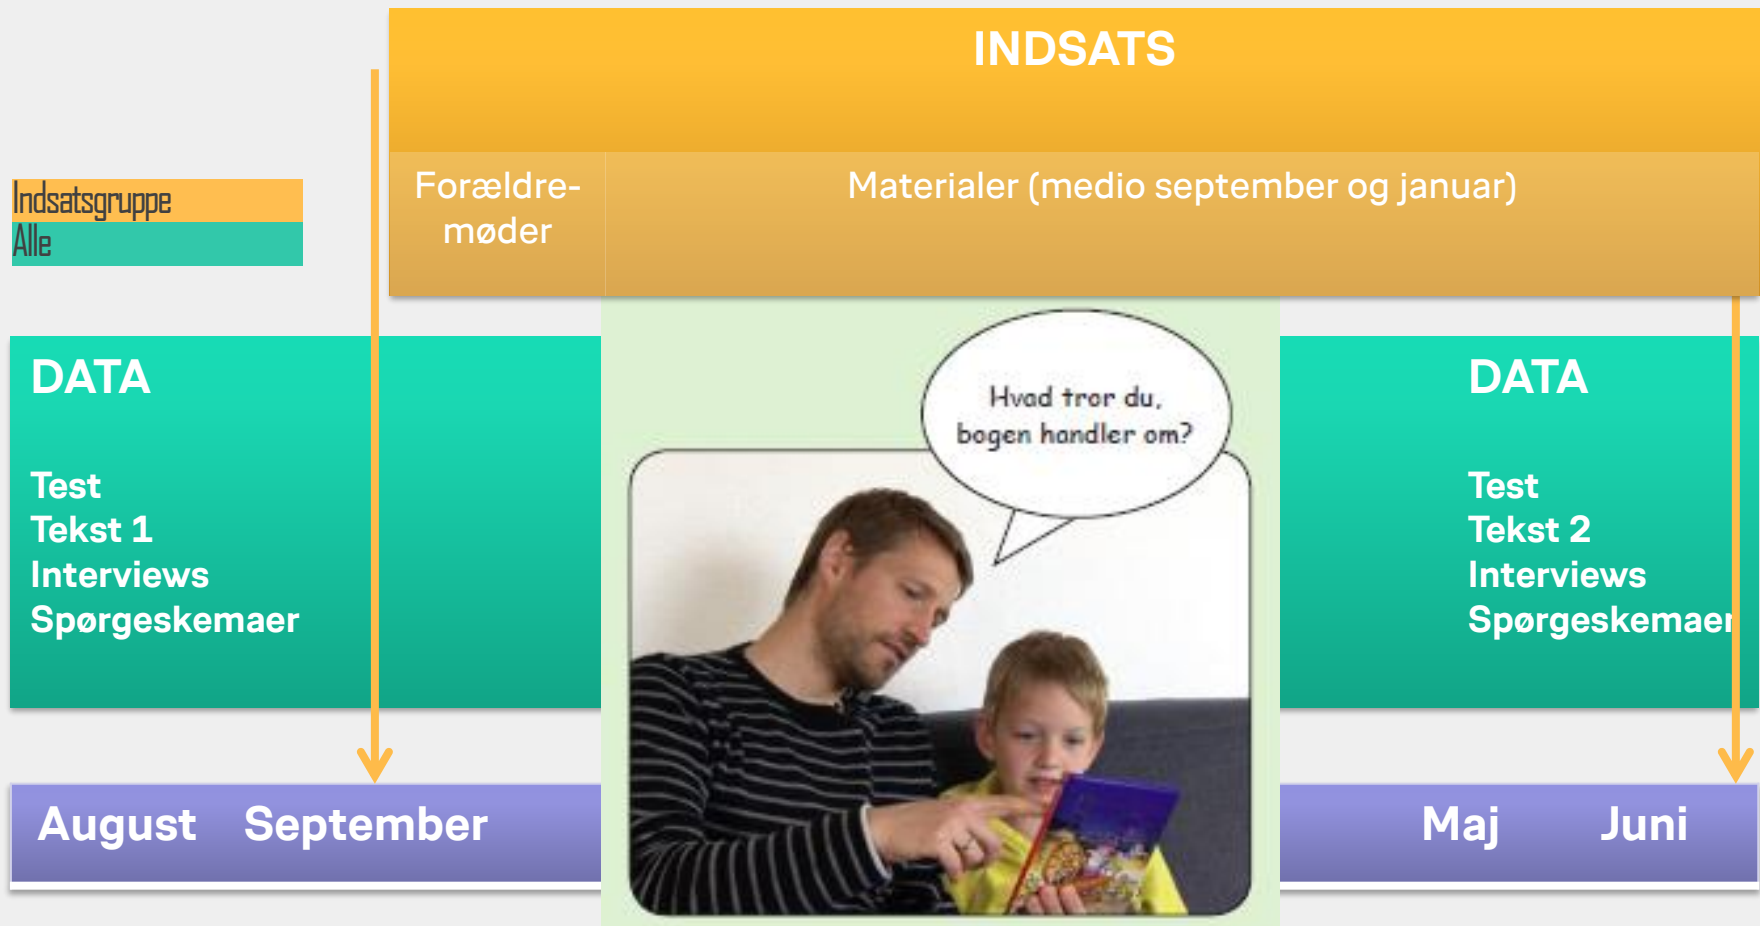 INDSATS
Forældre-
møder
Materialer (medio september og januar)
Indsatsgruppe
Alle
DATA
Test
Tekst 1
Interviews
Spørgeskemaer
Hvad tror du,
bogen handler om?
DATA
Test
Tekst 2
Interviews
Spørgeskemaer
August September
Maj Juni